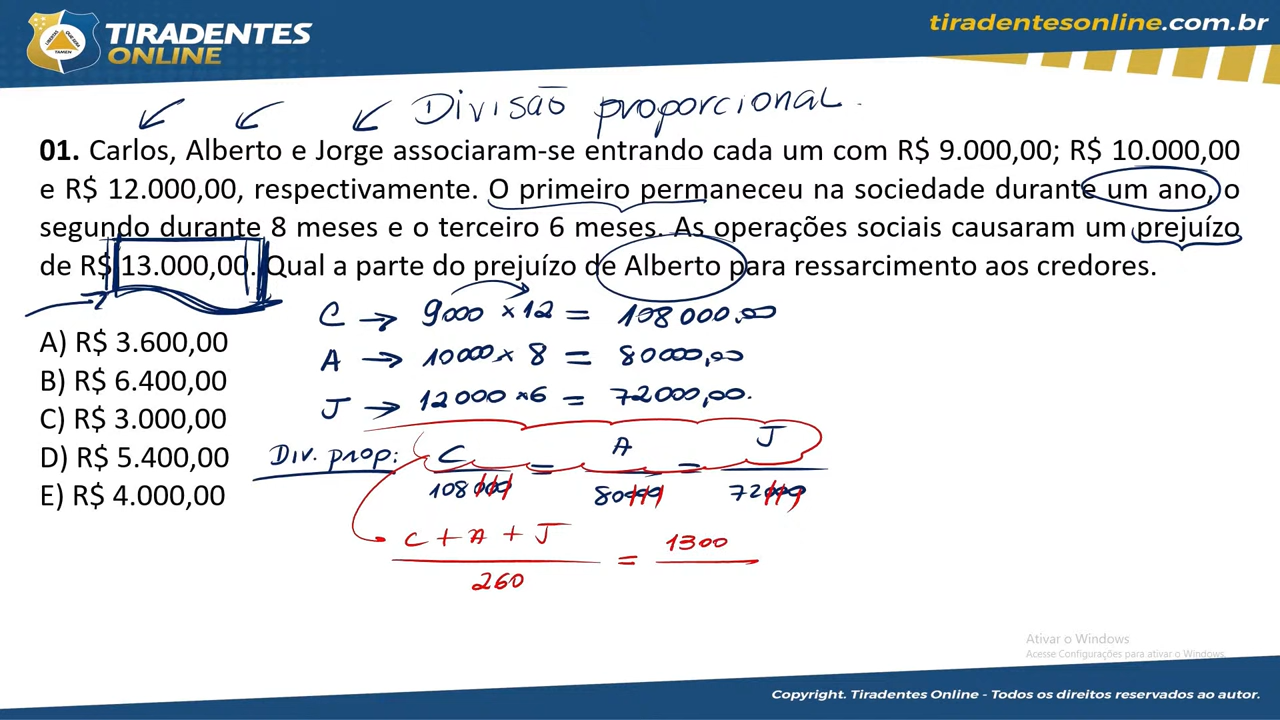 TIRADENTES
ONLINE
tiradentesonline.com.br
Divisão proporcional.
01. Carlos, Alberto e Jorge associaram-se entrando cada um com R$ 9.000,00; R$ 10.000,00
e R$ 12.000,00, respectivamente. O primeiro permaneceu na sociedade durante um ano, o
segundo durante 8 meses e o terceiro 6 meses. As operações sociais causaram um prejuízo
de R$ 13.000,00. Qual a parte do prejuízo de Alberto para ressarcimento aos credores.
C → 9000 × 12 = 108000,00
A) R$ 3.600,00
A → 10000 × 8 = 80000,00
B) R$ 6.400,00
J → 12000 × 6 = 72000,00.
C) R$ 3.000,00
D) R$ 5.400,00
Div. prop: C = A = J
108000 80000 72000
E) R$ 4.000,00
C + A + J = 1300
260
Ativar o Windows
Acesse Configurações para ativar o Windows.
Copyright. Tiradentes Online - Todos os direitos reservados ao autor.